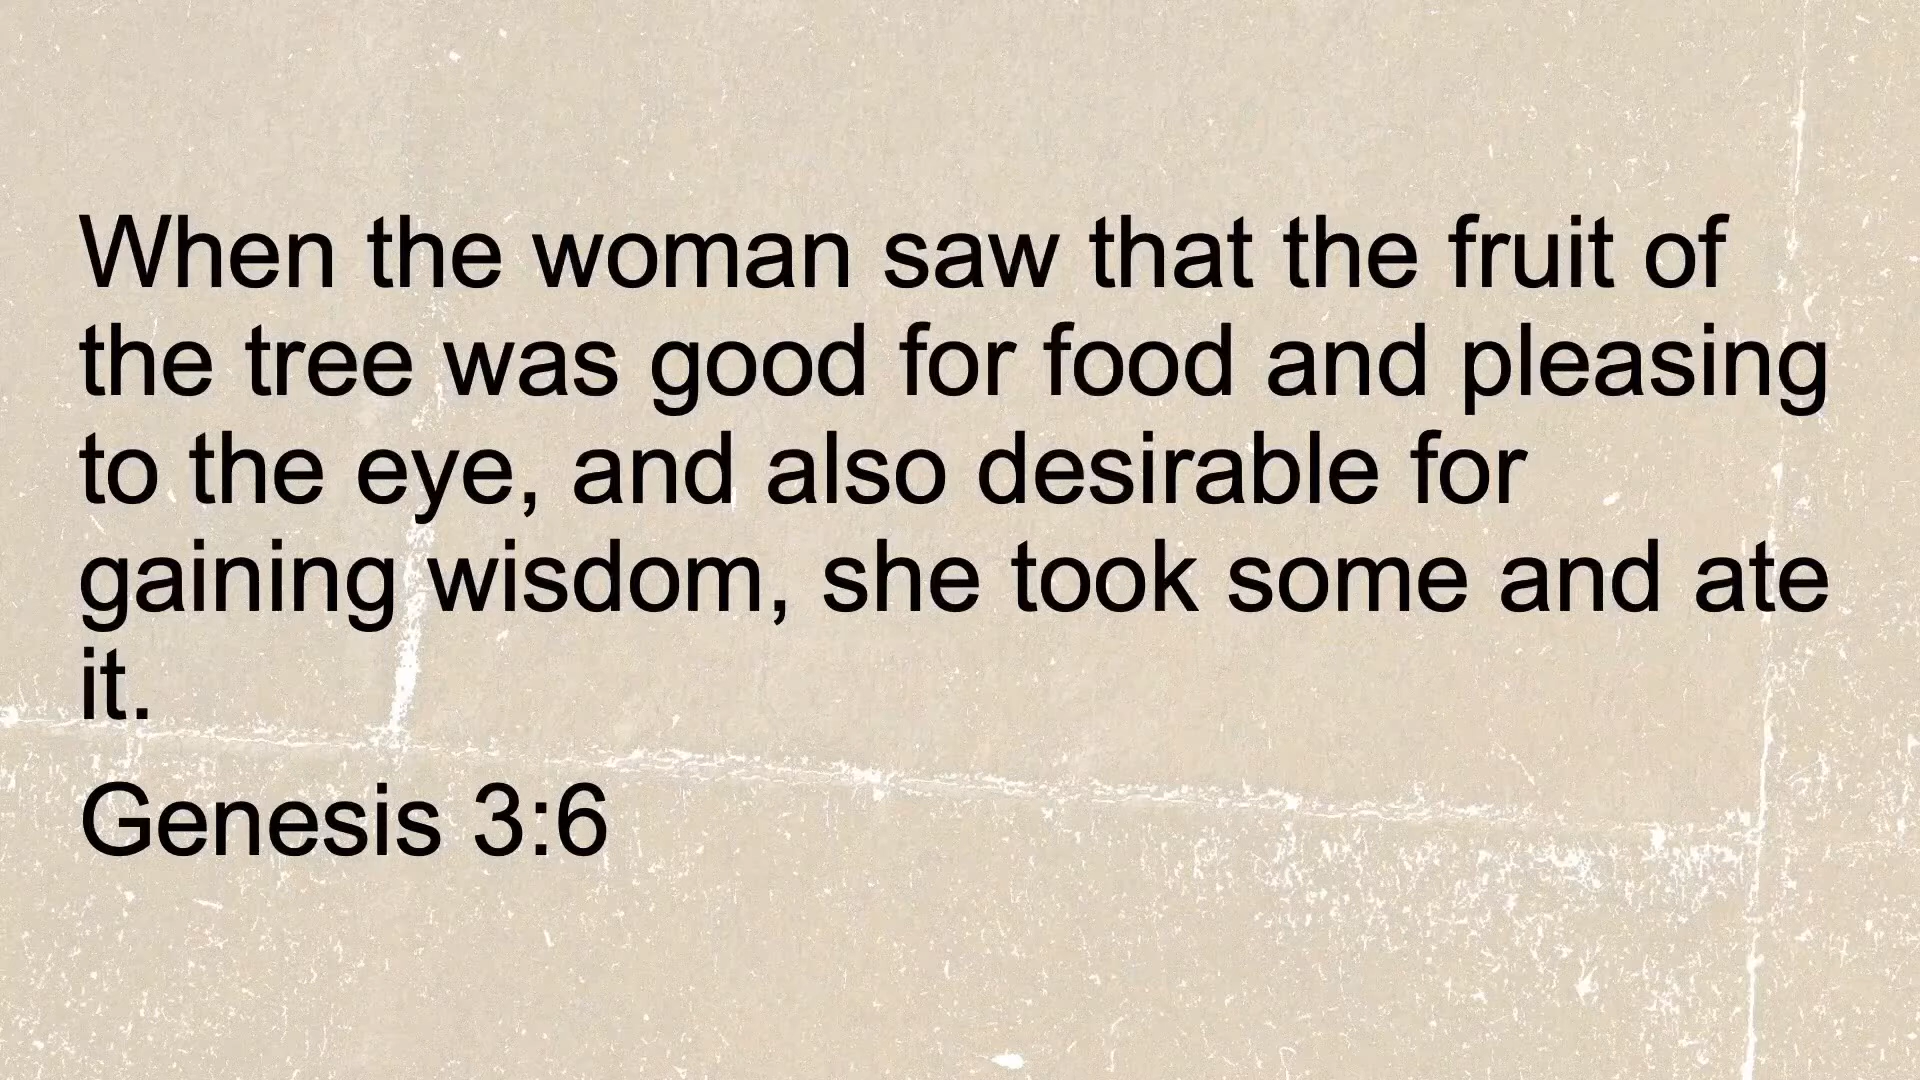 When the woman saw that the fruit of
the tree was good for food and pleasing
to the eye, and also desirable for
gaining wisdom, she took some and ate
it.
Genesis 3:6